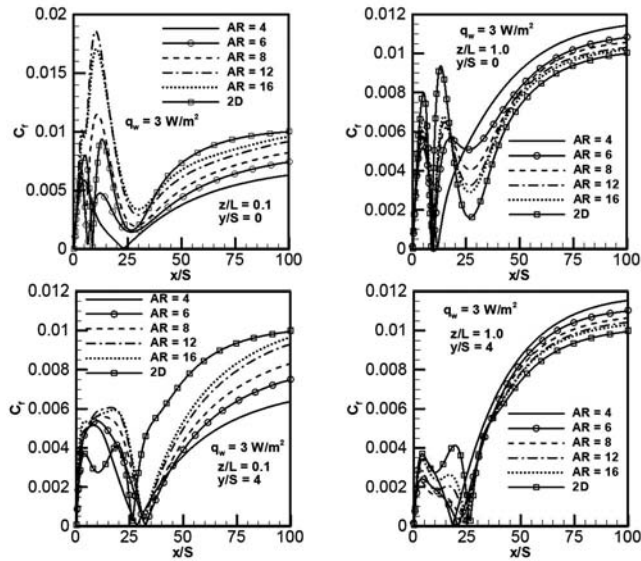 0.02
0.015
0.01
0.005
0
C_f
q_w = 3 W/m²
AR = 4
AR = 6
AR = 8
AR = 12
AR = 16
2D
z/L = 0.1
y/S = 0
0 25 50 75 100
x/S
0.012
0.01
0.008
0.006
0.004
0.002
0
C_f
q_w = 3 W/m²
z/L = 1.0
y/S = 0
AR = 4
AR = 6
AR = 8
AR = 12
AR = 16
2D
0 25 50 75 100
x/S
0.012
0.01
0.008
0.006
0.004
0.002
0
C_f
AR = 4
AR = 6
AR = 8
AR = 12
AR = 16
2D
q_w = 3 W/m²
z/L = 0.1
y/S = 4
0 25 50 75 100
x/S
0.012
0.01
0.008
0.006
0.004
0.002
0
C_f
q_w = 3 W/m²
z/L = 1.0
y/S = 4
AR = 4
AR = 6
AR = 8
AR = 12
AR = 16
2D
0 25 50 75 100
x/S